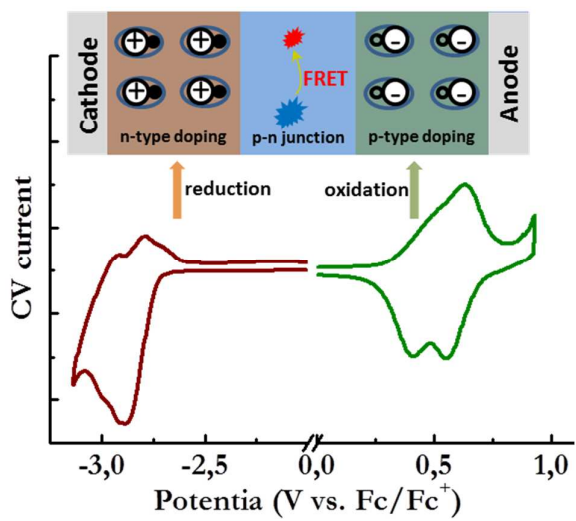 Cathode
n-type doping
FRET
p-n junction
p-type doping
Anode
reduction
oxidation
CV current
-3,0
-2,5
0,0
0,5
1,0
Potentia (V vs. Fc/Fc⁺)